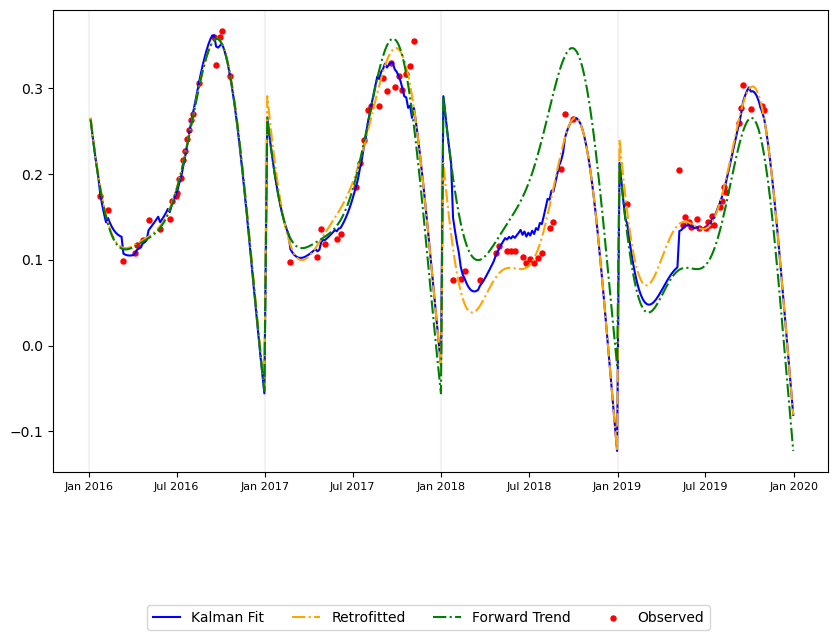 0.3
0.2
0.1
0.0
−0.1
Jan 2016 Jul 2016 Jan 2017 Jul 2017 Jan 2018 Jul 2018 Jan 2019 Jul 2019 Jan 2020
Kalman Fit Retrofitted Forward Trend Observed